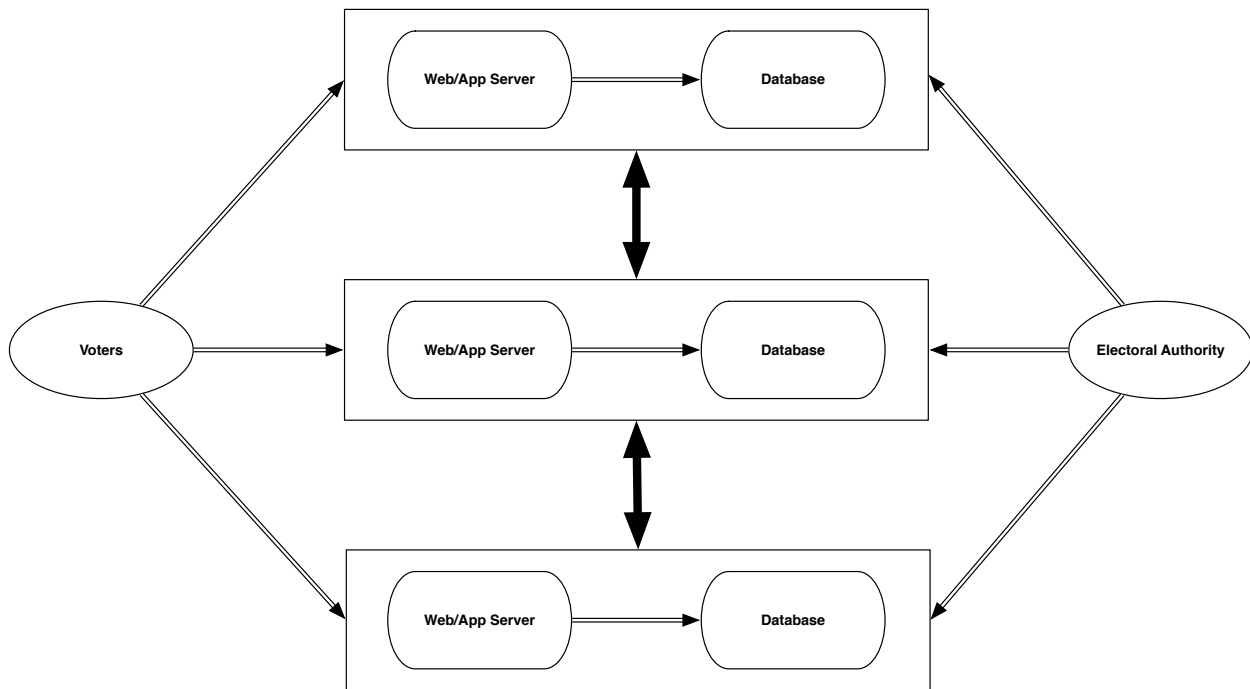 Web/App Server
Database
Voters
Web/App Server
Database
Electoral Authority
Web/App Server
Database